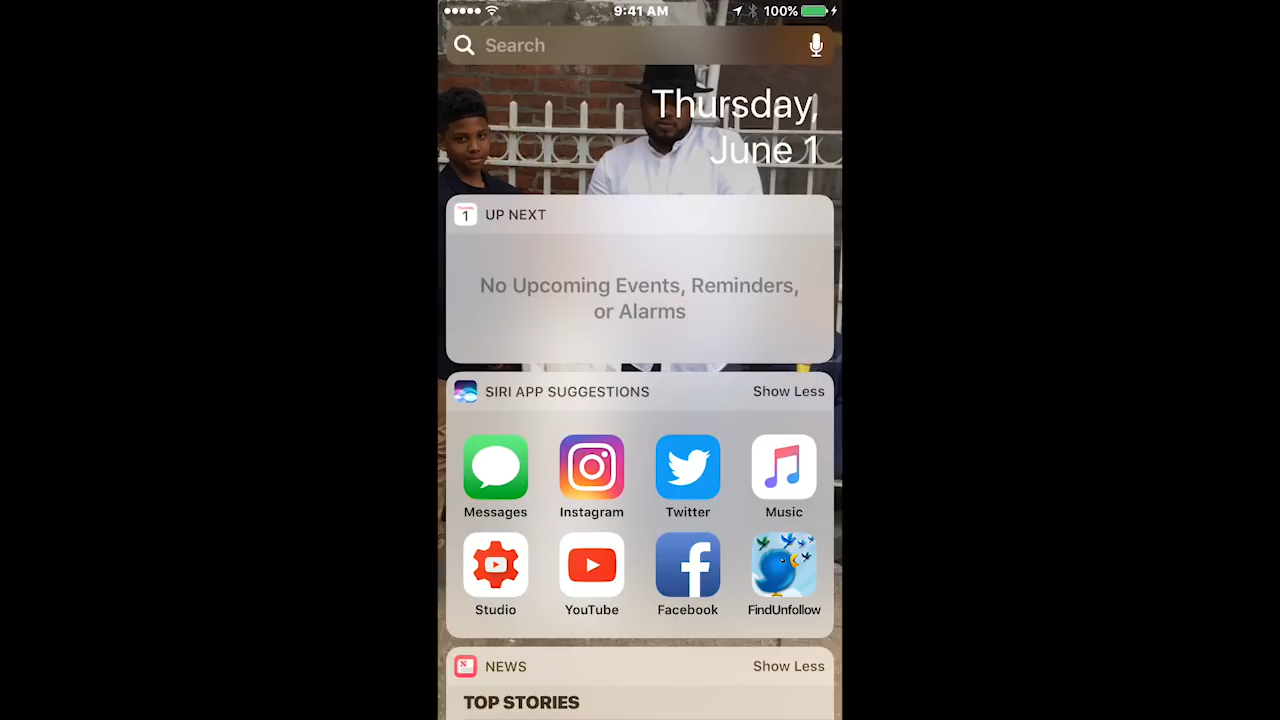 9:41 AM
100%
Search
Thursday,
June 1
Thursday
1
UP NEXT
No Upcoming Events, Reminders,
or Alarms
SIRI APP SUGGESTIONS
Show Less
Messages
Instagram
Twitter
Music
Studio
YouTube
Facebook
FindUnfollow
NEWS
Show Less
TOP STORIES